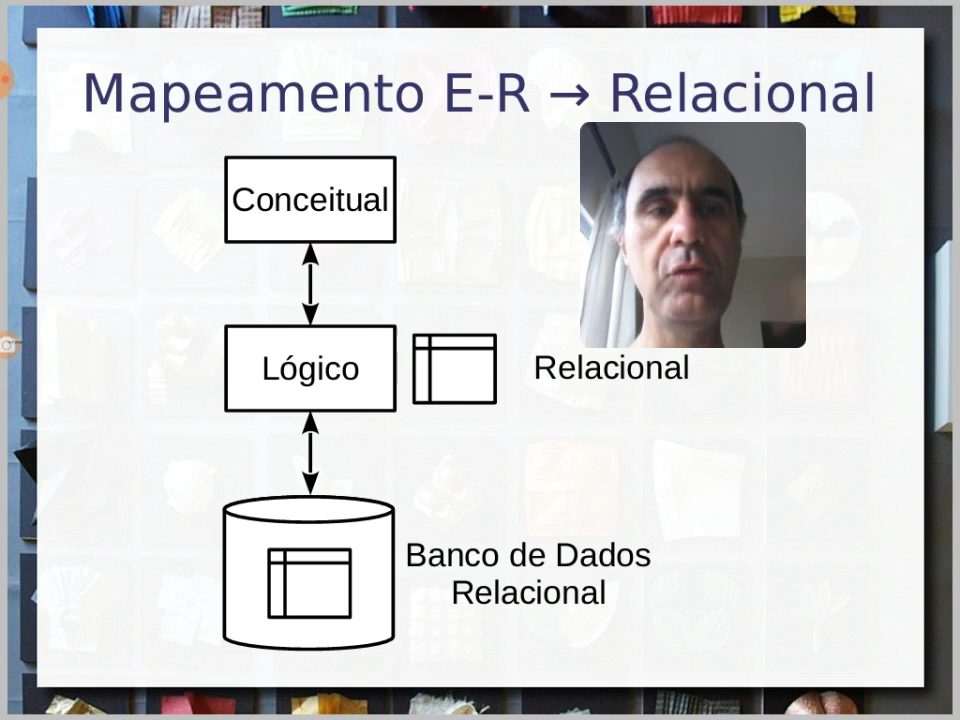 Mapeamento E-R → Relacional
Conceitual
Lógico
Relacional
Banco de Dados
Relacional